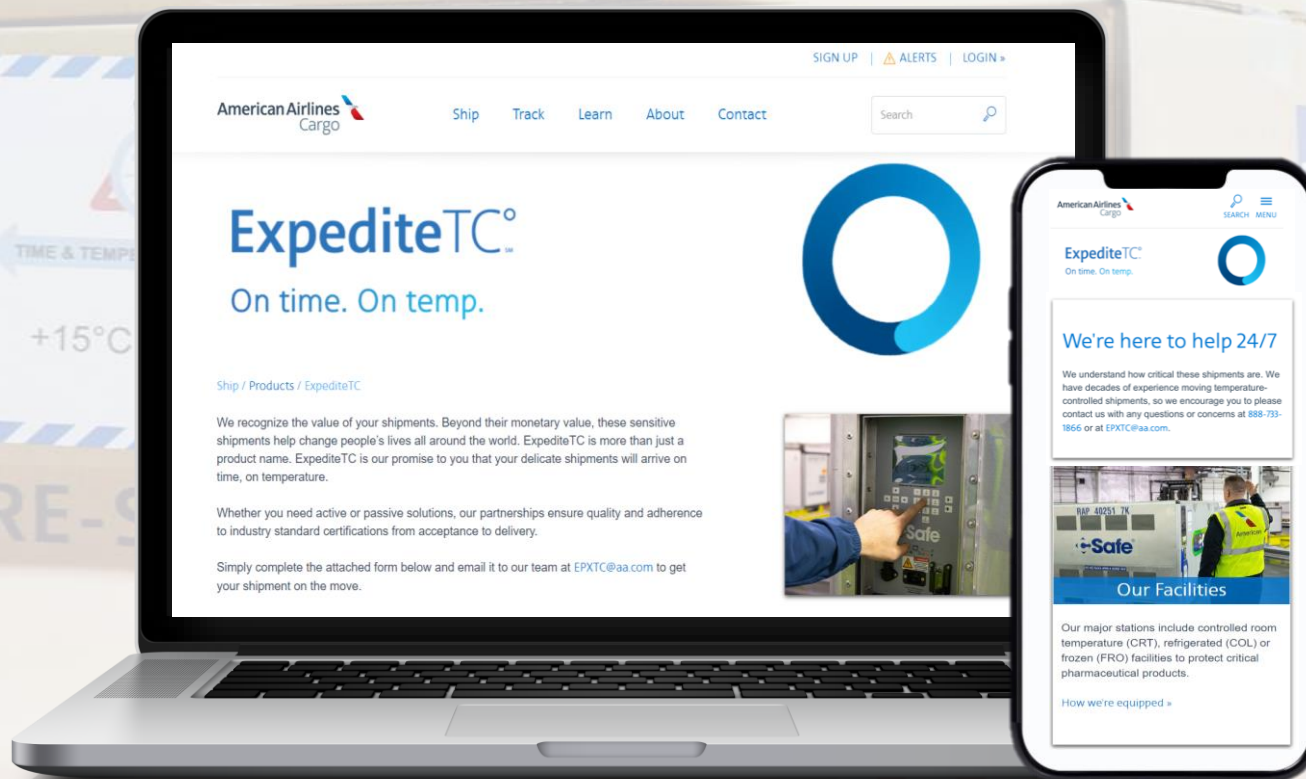 SIGN UP | ALERTS | LOGIN »
American Airlines
Cargo
Ship Track Learn About Contact
Search
ExpediteTC°
SM
On time. On temp.
Ship / Products / ExpediteTC
We recognize the value of your shipments. Beyond their monetary value, these sensitive
shipments help change people's lives all around the world. ExpediteTC is more than just a
product name. ExpediteTC is our promise to you that your delicate shipments will arrive on
time, on temperature.
Whether you need active or passive solutions, our partnerships ensure quality and adherence
to industry standard certifications from acceptance to delivery.
Simply complete the attached form below and email it to our team at EPXTC@aa.com to get
your shipment on the move.
Safe
American Airlines
Cargo
SEARCH MENU
ExpediteTC°
On time. On temp.
We're here to help 24/7
We understand how critical these shipments are. We
have decades of experience moving temperature-
controlled shipments, so we encourage you to please
contact us with any questions or concerns at 888-733-
1866 or at EPXTC@aa.com.
RAP 40251 7K
Safe
American
Our Facilities
Our major stations include controlled room
temperature (CRT), refrigerated (COL) or
frozen (FRO) facilities to protect critical
pharmaceutical products.
How we're equipped »
TIME & TEMPE
+15°C
RE-S